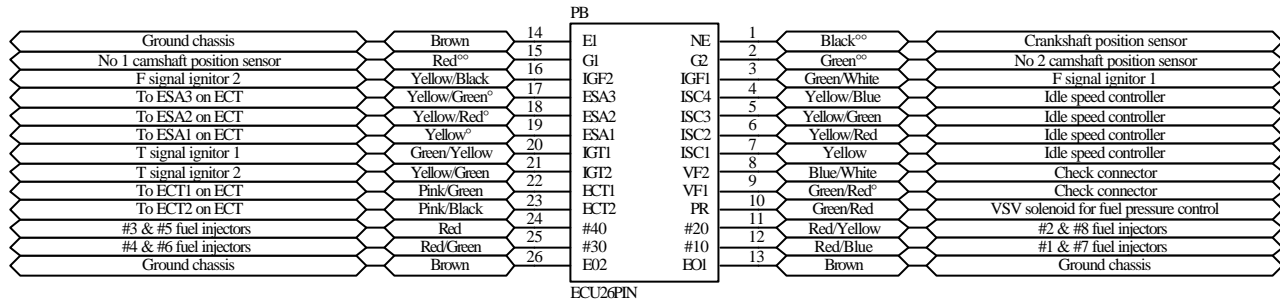 PB
Ground chassis Brown 14 E1 NE 1 Black°° Crankshaft position sensor
No 1 camshaft position sensor Red°° 15 G1 G2 2 Green°° No 2 camshaft position sensor
F signal ignitor 2 Yellow/Black 16 IGF2 IGF1 3 Green/White F signal ignitor 1
To ESA3 on ECT Yellow/Green° 17 ESA3 ISC4 4 Yellow/Blue Idle speed controller
To ESA2 on ECT Yellow/Red° 18 ESA2 ISC3 5 Yellow/Green Idle speed controller
To ESA1 on ECT Yellow° 19 ESA1 ISC2 6 Yellow/Red Idle speed controller
T signal ignitor 1 Green/Yellow 20 IGT1 ISC1 7 Yellow Idle speed controller
T signal ignitor 2 Yellow/Green 21 IGT2 VF2 8 Blue/White Check connector
To ECT1 on ECT Pink/Green 22 ECT1 VF1 9 Green/Red° Check connector
To ECT2 on ECT Pink/Black 23 ECT2 PR 10 Green/Red VSV solenoid for fuel pressure control
#3 & #5 fuel injectors Red 24 #40 #20 11 Red/Yellow #2 & #8 fuel injectors
#4 & #6 fuel injectors Red/Green 25 #30 #10 12 Red/Blue #1 & #7 fuel injectors
Ground chassis Brown 26 E02 EO1 13 Brown Ground chassis
ECU26PIN